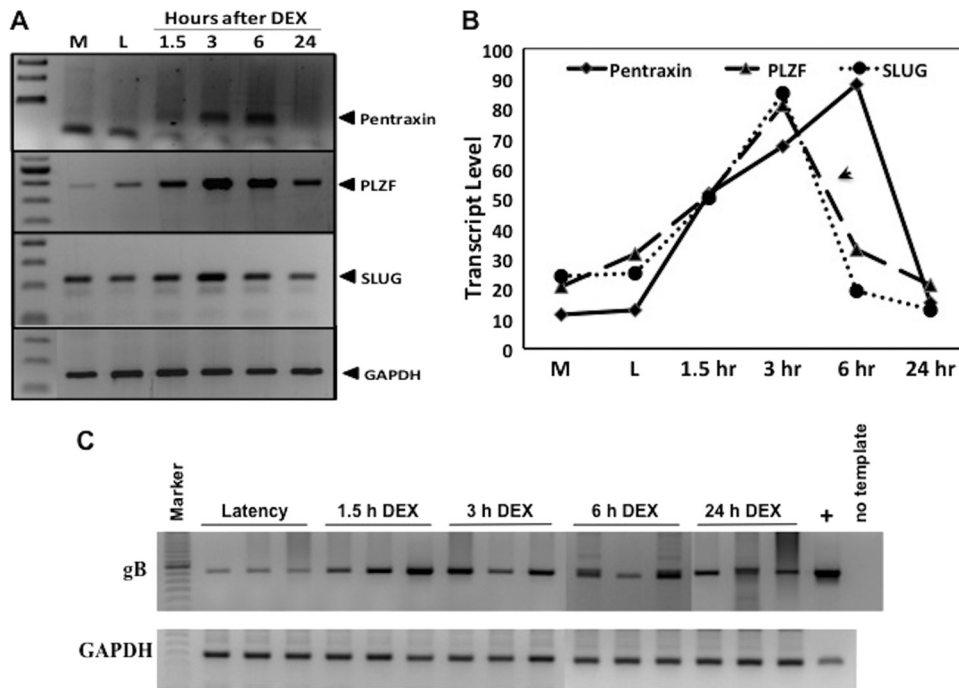 A
Hours after DEX
M L 1.5 3 6 24
Pentraxin
PLZF
SLUG
GAPDH
B
100
90
80
70
60
50
40
30
20
10
0
Transcript Level
Pentraxin PLZF SLUG
M L 1.5 hr 3 hr 6 hr 24 hr
C
Marker
Latency 1.5 h DEX 3 h DEX 6 h DEX 24 h DEX + no template
gB
GAPDH